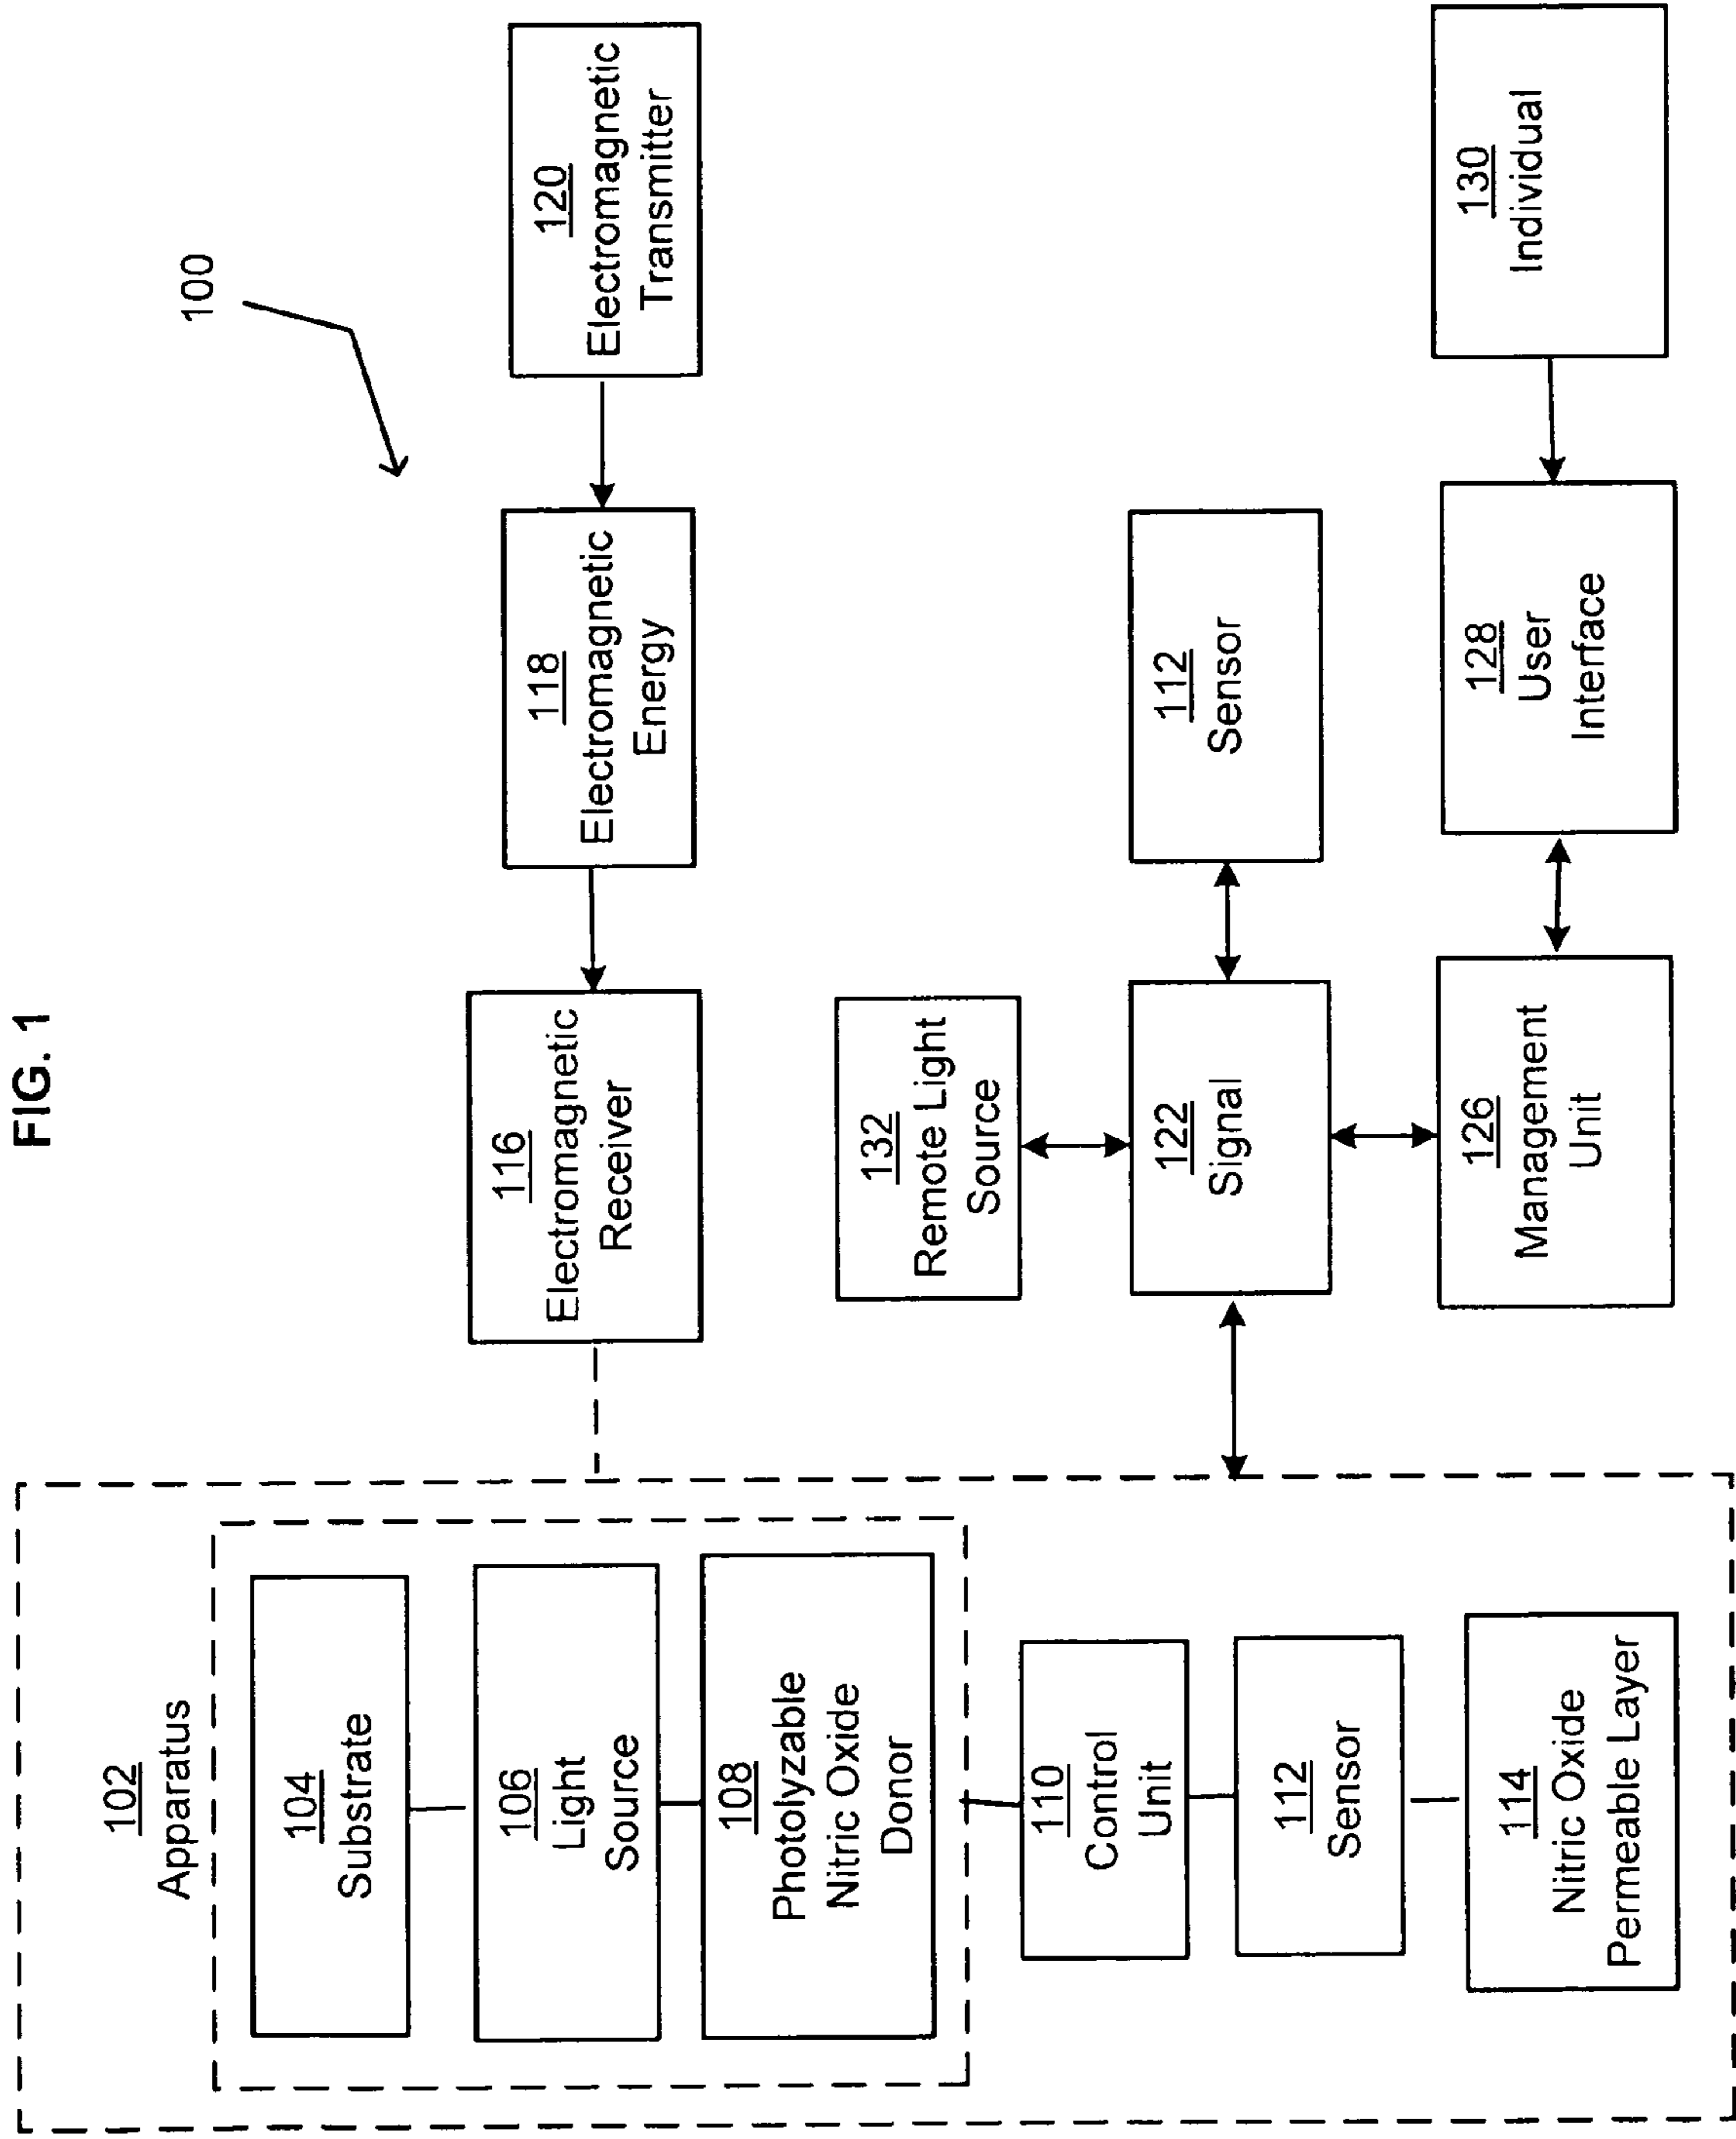 FIG. 1
100
102
Apparatus
104
Substrate
106
Light
Source
108
Photolyzable
Nitric Oxide
Donor
110
Control
Unit
112
Sensor
114
Nitric Oxide
Permeable Layer
116
Electromagnetic
Receiver
118
Electromagnetic
Energy
120
Electromagnetic
Transmitter
132
Remote Light
Source
122
Signal
112
Sensor
126
Management
Unit
128
User
Interface
130
Individual